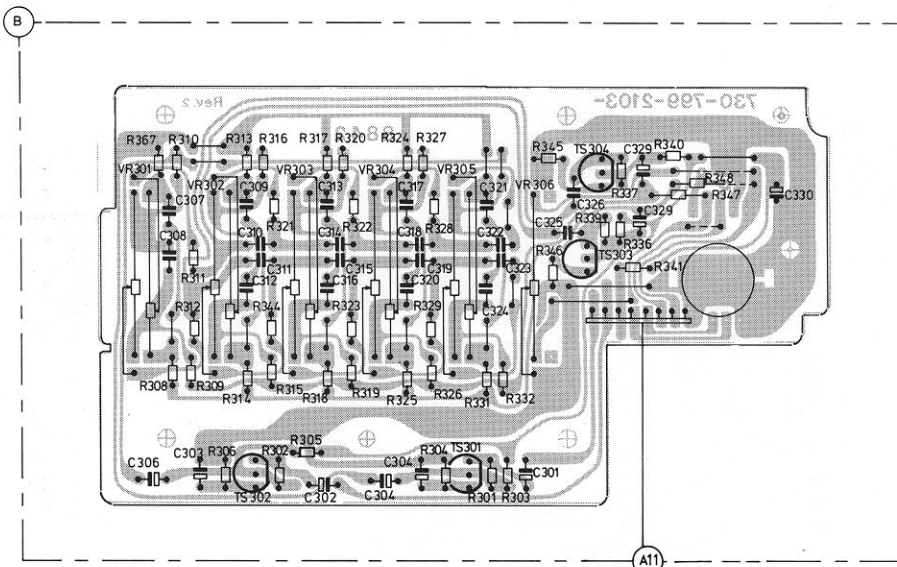 B
Rev.2
730-799-2103-
R367 R310 R313 R316 R317 R320 R324 R327
R345 TS304 C329 R340
VR301 VR302 C309 VR303 C313 VR304 C317 VR305 C321 VR306
R337 R348
C307 C326 R347 C330
R321 R322 R328 C325 R339 C329
C308 C310 C314 C318 C322 R336
R311 C311 C315 C319 C323 R346 TS303 R341
C312 C316 C320
R312 R344 R323 R329 C324
R308 R309 R314 R315 R318 R319 R325 R326 R331 R332
C306 C303 R306 R302 R305 C304 R304 TS301 C301
TS302 C302 C304 R301 R303
A11